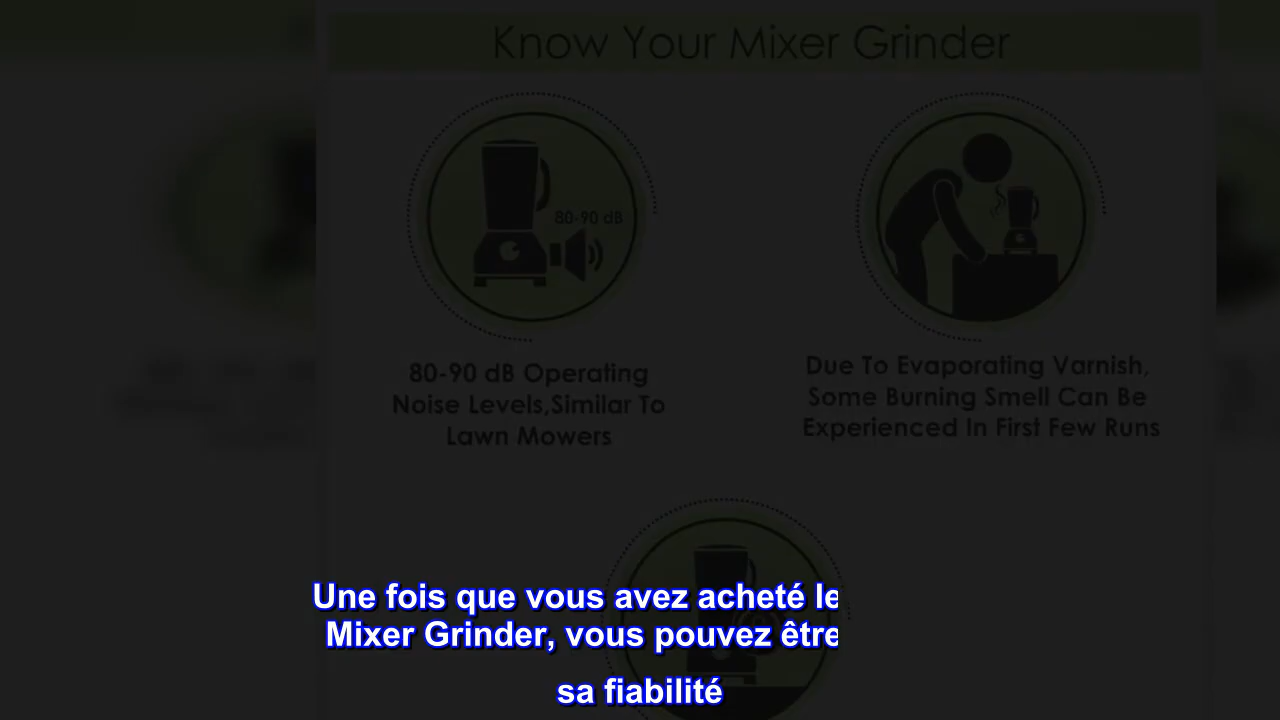 Know Your Mixer Grinder
80-90 dB
80-90 dB Operating
Noise Levels,Similar To
Lawn Mowers
Due To Evaporating Varnish,
Some Burning Smell Can Be
Experienced In First Few Runs
Une fois que vous avez acheté le
Mixer Grinder, vous pouvez être
sa fiabilité